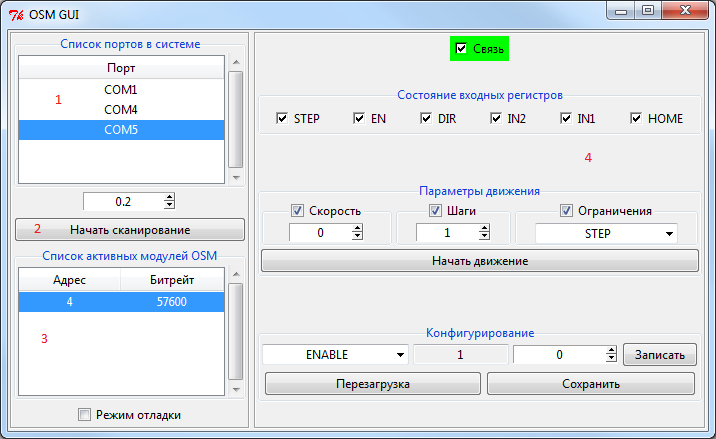 OSM GUI
Список портов в системе
Порт
1
COM1
COM4
COM5
0.2
2
Начать сканирование
Список активных модулей OSM
Адрес Битрейт
4 57600
3
Режим отладки
Связь
Состояние входных регистров
STEP EN DIR IN2 IN1 HOME
4
Параметры движения
Скорость Шаги Ограничения
0 1 STEP
Начать движение
Конфигурирование
ENABLE 1 0 Записать
Перезагрузка Сохранить